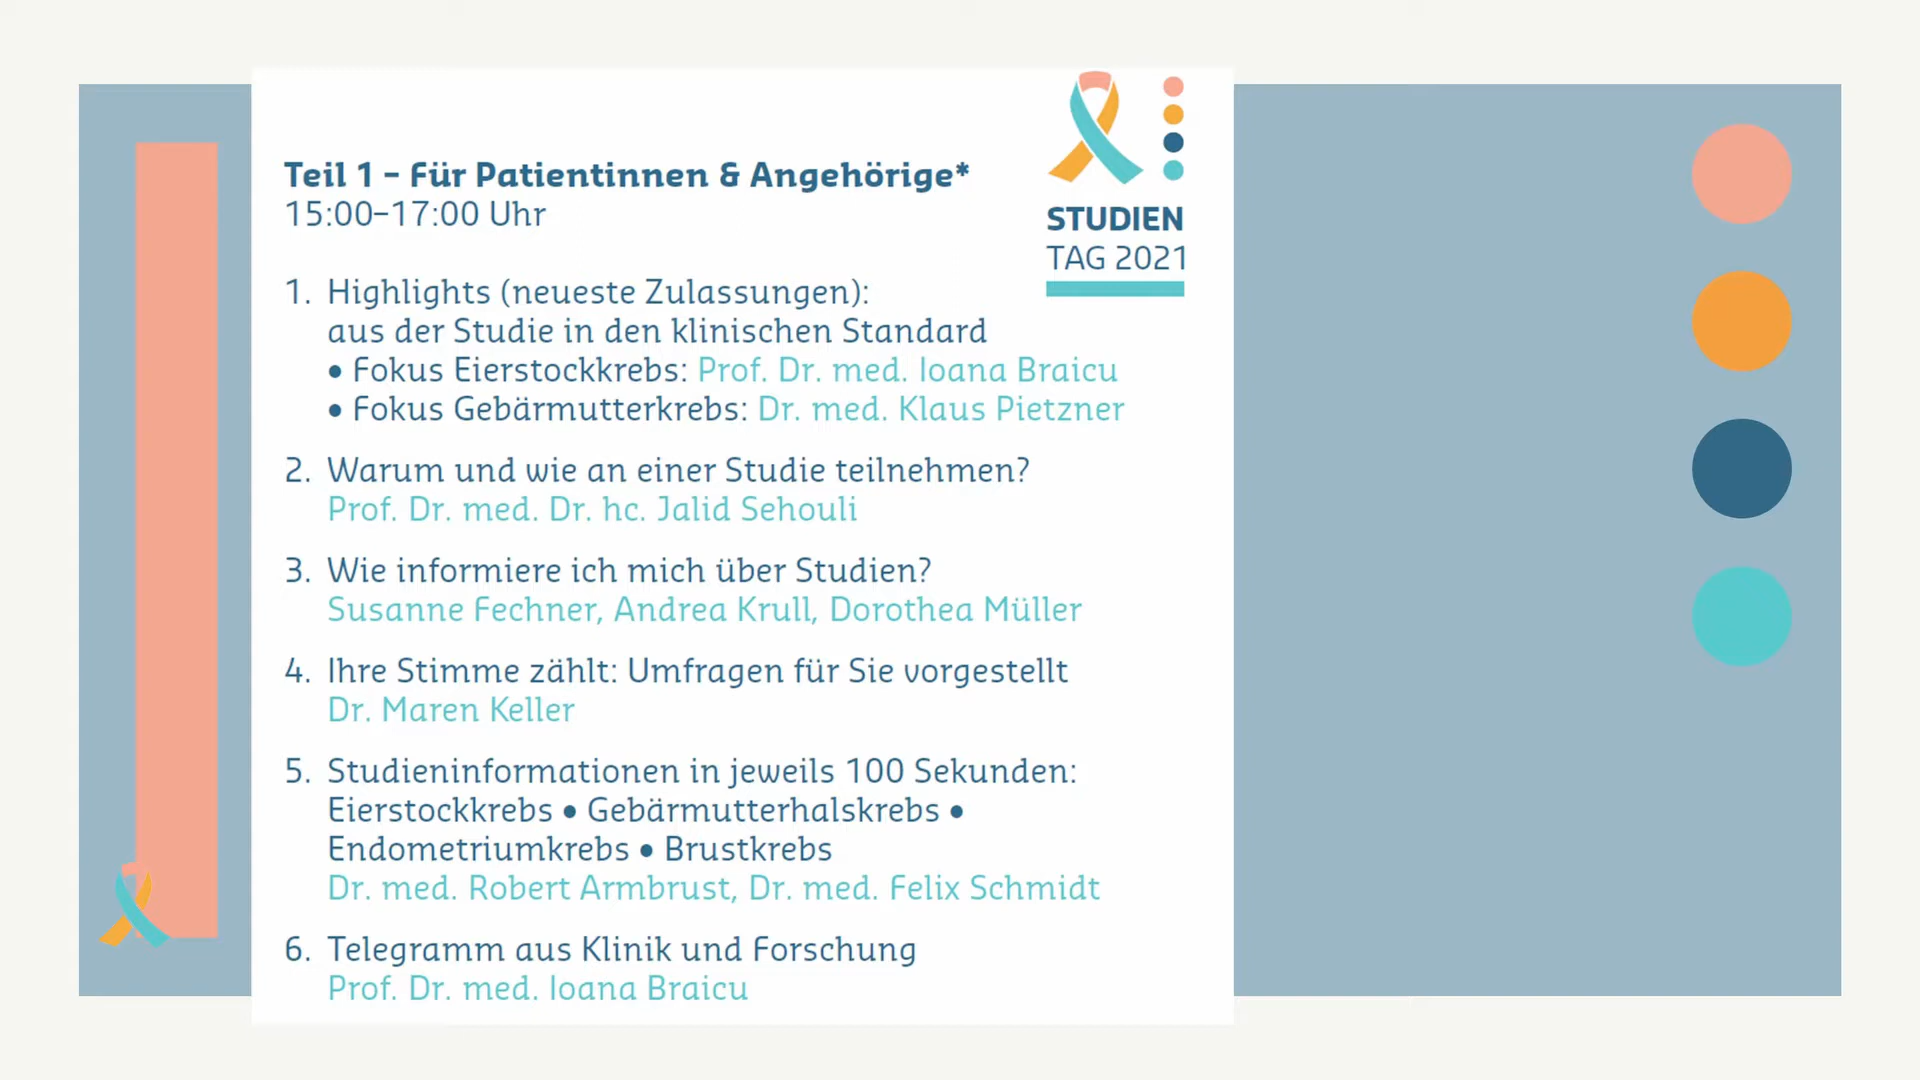 STUDIEN
TAG 2021
Teil 1 – Für Patientinnen & Angehörige*
15:00–17:00 Uhr
1. Highlights (neueste Zulassungen):
aus der Studie in den klinischen Standard
• Fokus Eierstockkrebs: Prof. Dr. med. Ioana Braicu
• Fokus Gebärmutterkrebs: Dr. med. Klaus Pietzner
2. Warum und wie an einer Studie teilnehmen?
Prof. Dr. med. Dr. hc. Jalid Sehouli
3. Wie informiere ich mich über Studien?
Susanne Fechner, Andrea Krull, Dorothea Müller
4. Ihre Stimme zählt: Umfragen für Sie vorgestellt
Dr. Maren Keller
5. Studieninformationen in jeweils 100 Sekunden:
Eierstockkrebs • Gebärmutterhalskrebs •
Endometriumkrebs • Brustkrebs
Dr. med. Robert Armbrust, Dr. med. Felix Schmidt
6. Telegramm aus Klinik und Forschung
Prof. Dr. med. Ioana Braicu